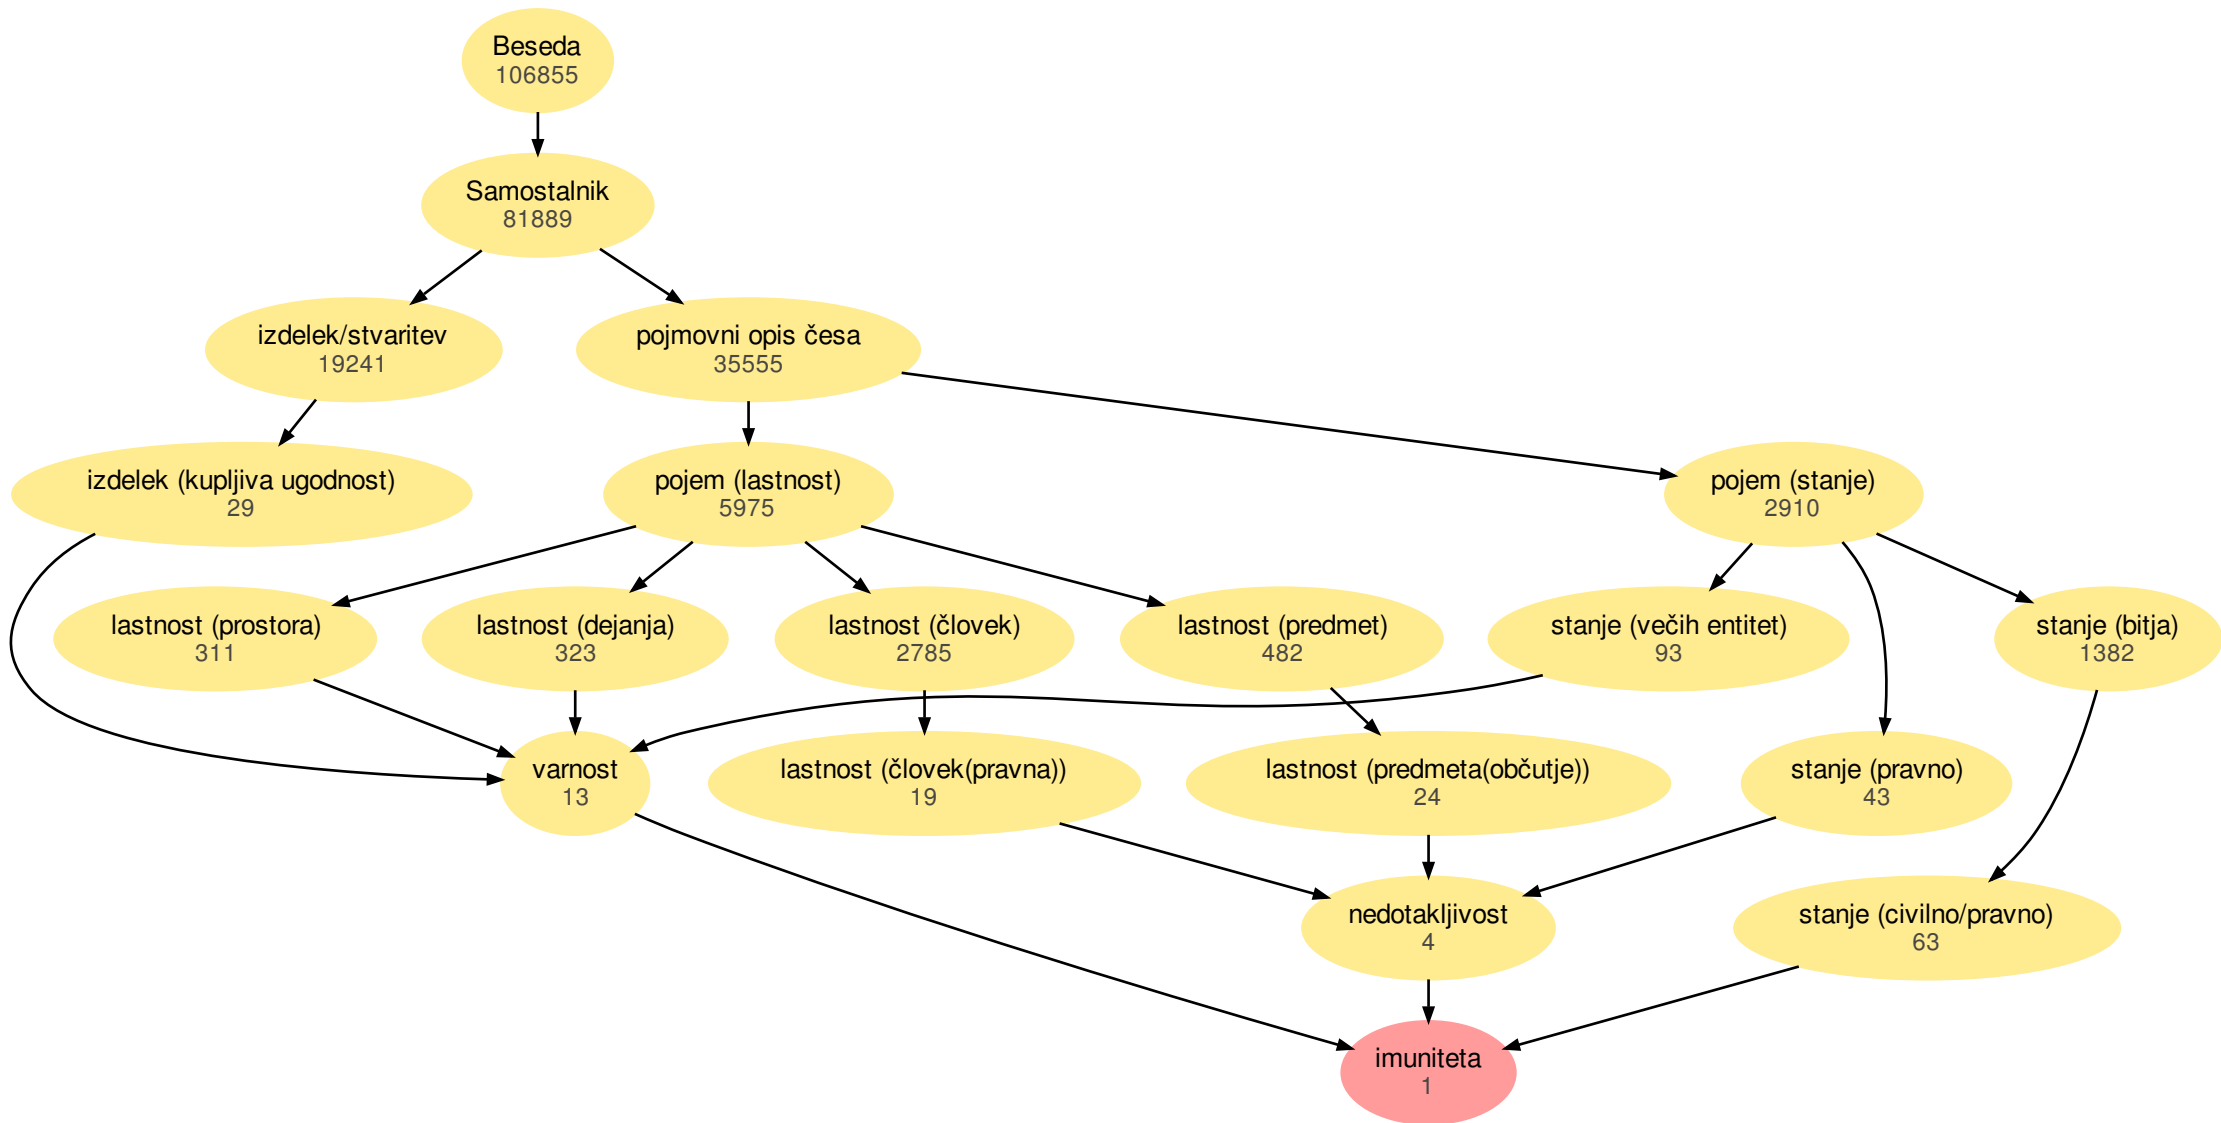 Beseda
106855
Samostalnik
81889
izdelek/stvaritev
19241
pojmovni opis česa
35555
izdelek (kupljiva ugodnost)
29
pojem (lastnost)
5975
pojem (stanje)
2910
lastnost (prostora)
311
lastnost (dejanja)
323
lastnost (človek)
2785
lastnost (predmet)
482
stanje (večih entitet)
93
stanje (bitja)
1382
varnost
13
lastnost (človek(pravna))
19
lastnost (predmeta(občutje))
24
stanje (pravno)
43
nedotakljivost
4
stanje (civilno/pravno)
63
imuniteta
1